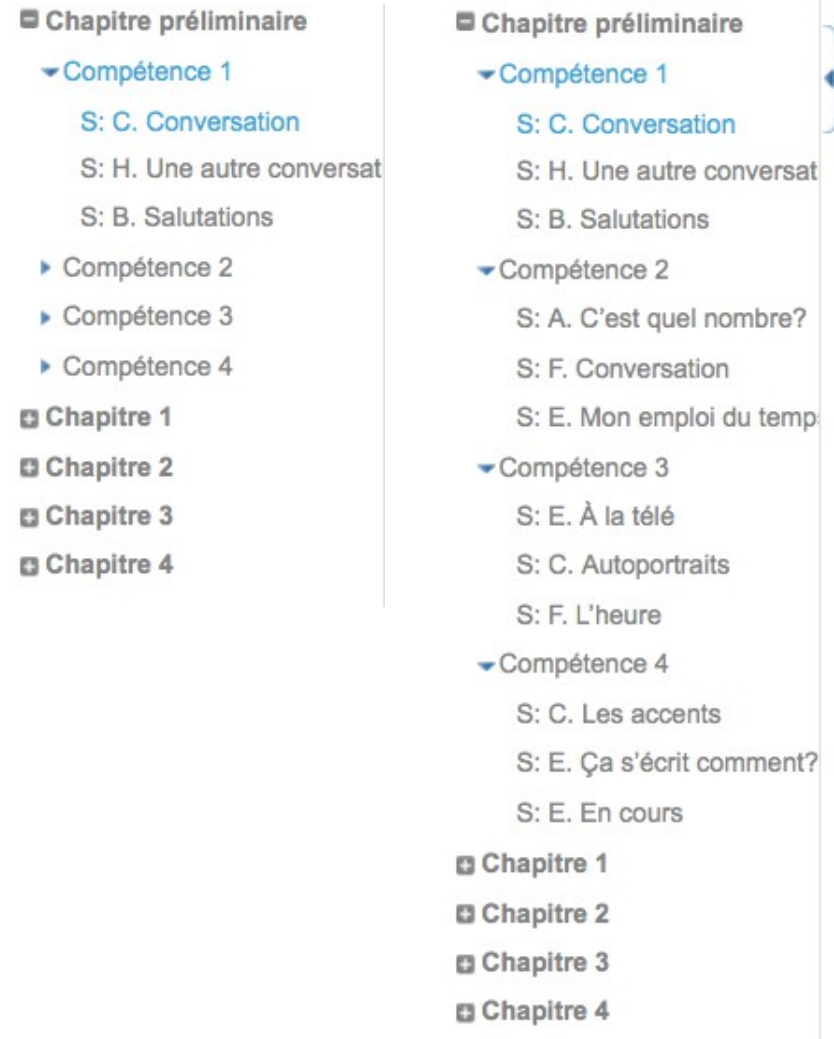 Chapitre préliminaire
Compétence 1
S: C. Conversation
S: H. Une autre conversat
S: B. Salutations
Compétence 2
Compétence 3
Compétence 4
Chapitre 1
Chapitre 2
Chapitre 3
Chapitre 4
Chapitre préliminaire
Compétence 1
S: C. Conversation
S: H. Une autre conversat
S: B. Salutations
Compétence 2
S: A. C'est quel nombre?
S: F. Conversation
S: E. Mon emploi du temps
Compétence 3
S: E. À la télé
S: C. Autoportraits
S: F. L'heure
Compétence 4
S: C. Les accents
S: E. Ça s'écrit comment?
S: E. En cours
Chapitre 1
Chapitre 2
Chapitre 3
Chapitre 4